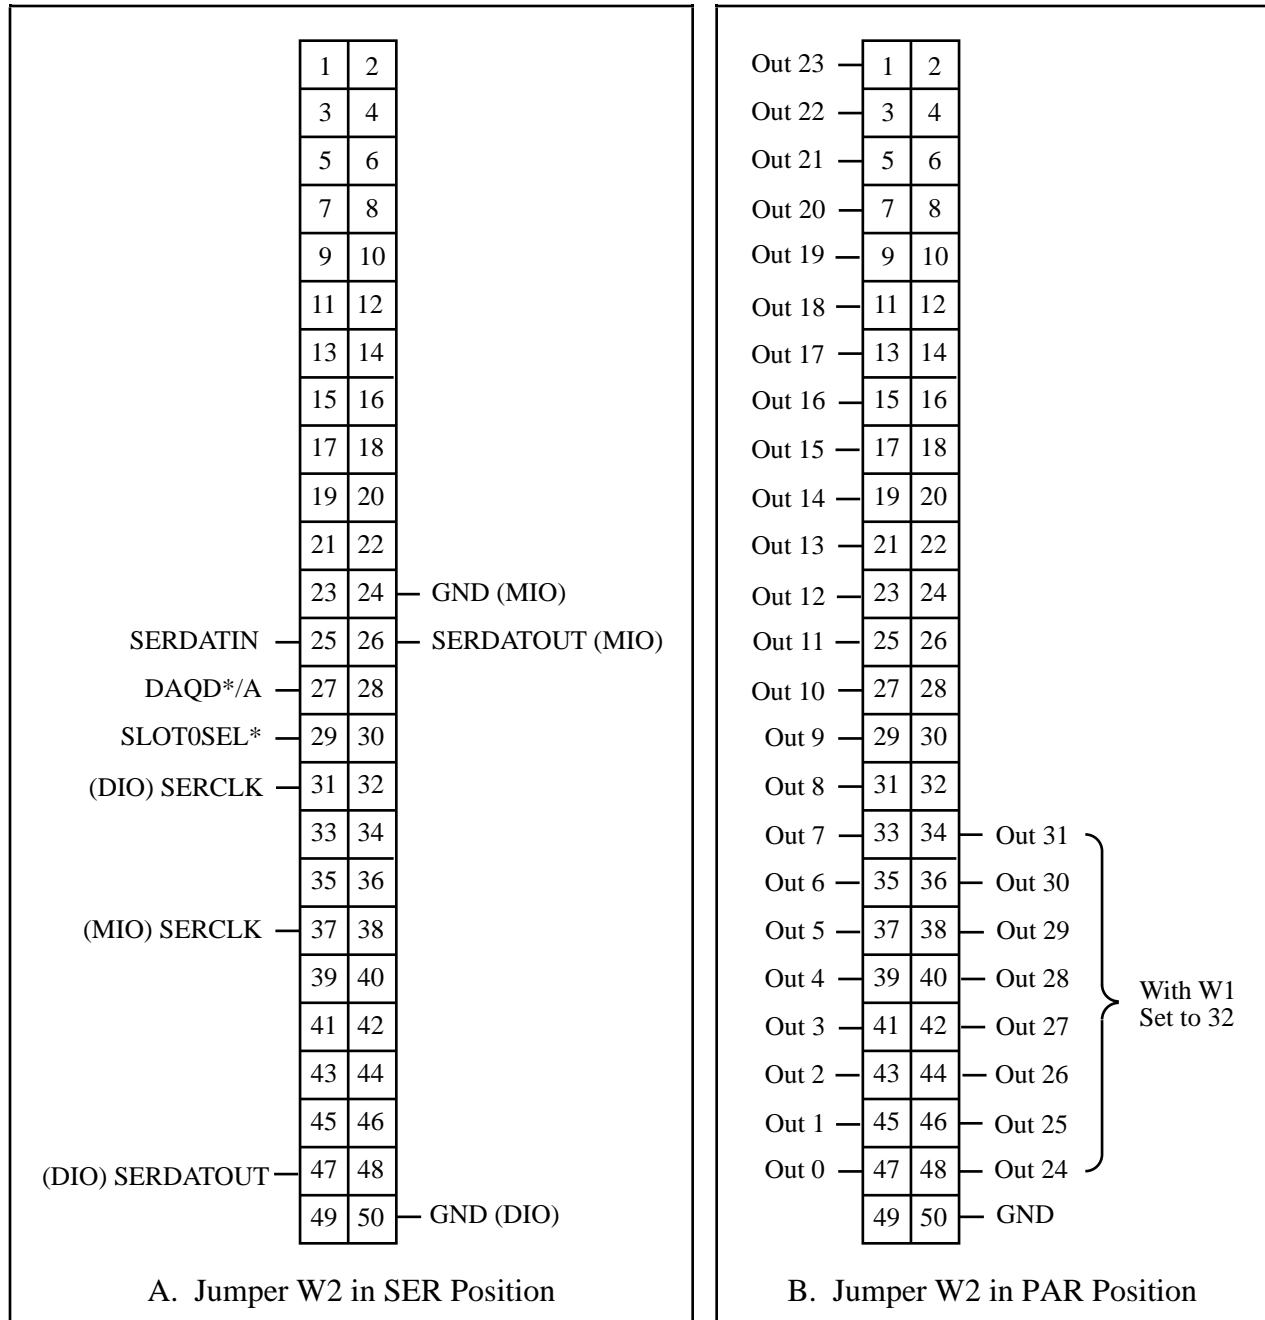 1 2
3 4
5 6
7 8
9 10
11 12
13 14
15 16
17 18
19 20
21 22
23 24 GND (MIO)
SERDATIN 25 26 SERDATOUT (MIO)
DAQD*/A 27 28
SLOT0SEL* 29 30
(DIO) SERCLK 31 32
33 34
35 36
(MIO) SERCLK 37 38
39 40
41 42
43 44
45 46
(DIO) SERDATOUT 47 48
49 50 GND (DIO)
A. Jumper W2 in SER Position
Out 23 1 2
Out 22 3 4
Out 21 5 6
Out 20 7 8
Out 19 9 10
Out 18 11 12
Out 17 13 14
Out 16 15 16
Out 15 17 18
Out 14 19 20
Out 13 21 22
Out 12 23 24
Out 11 25 26
Out 10 27 28
Out 9 29 30
Out 8 31 32
Out 7 33 34 Out 31
Out 6 35 36 Out 30
Out 5 37 38 Out 29
Out 4 39 40 Out 28
Out 3 41 42 Out 27
Out 2 43 44 Out 26
Out 1 45 46 Out 25
Out 0 47 48 Out 24
49 50 GND
With W1
Set to 32
B. Jumper W2 in PAR Position